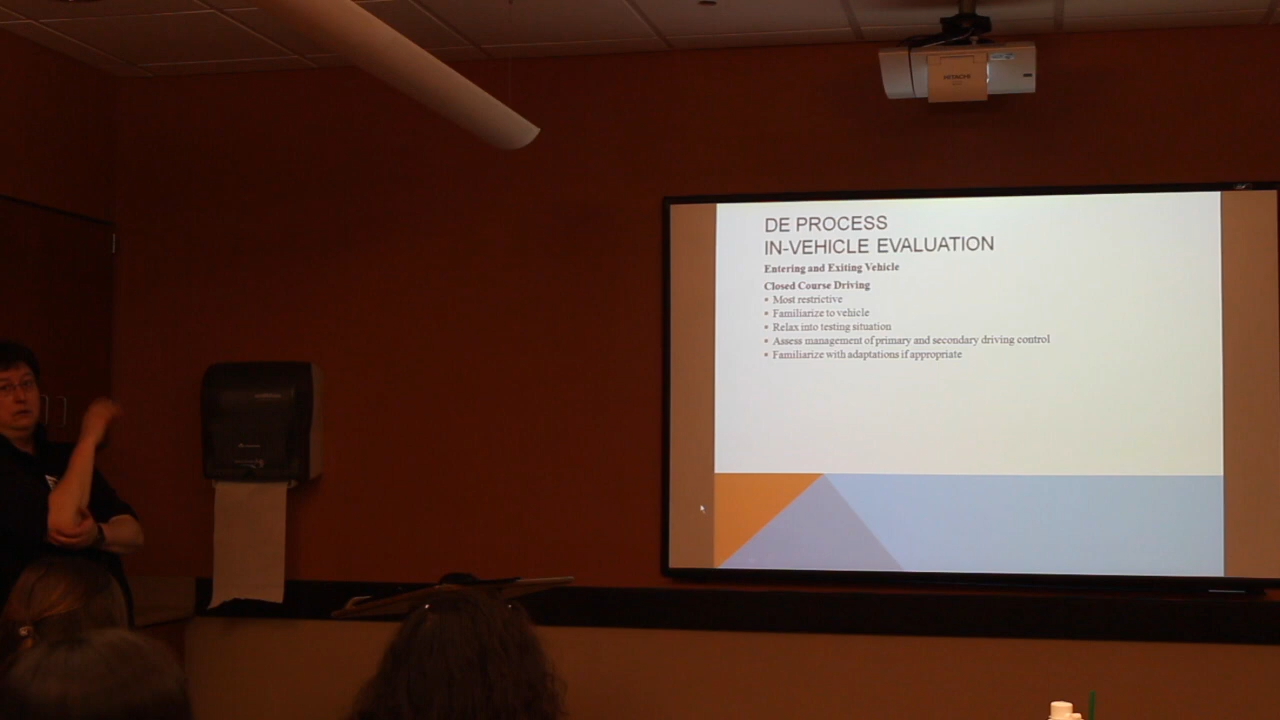 HITACHI
DE PROCESS
IN-VEHICLE EVALUATION
Entering and Exiting Vehicle
Closed Course Driving
▪ Most restrictive
▪ Familiarize to vehicle
▪ Relax into testing situation
▪ Assess management of primary and secondary driving control
▪ Familiarize with adaptations if appropriate